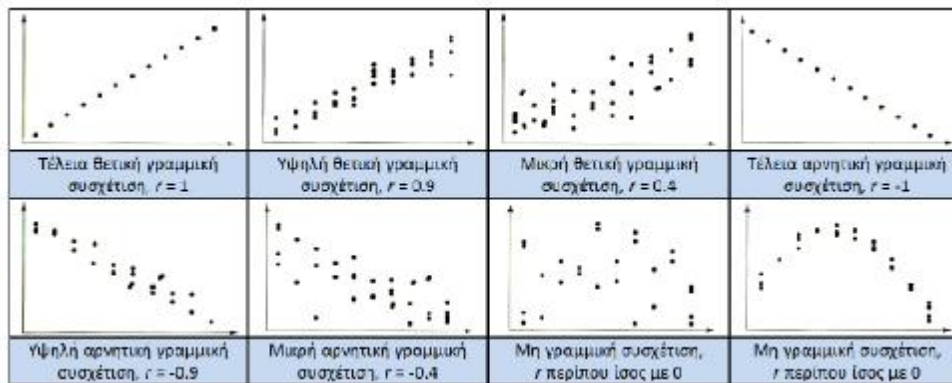 Τέλεια θετική γραμμική
συσχέτιση, r = 1
Υψηλή θετική γραμμική
συσχέτιση, r = 0.9
Μικρή θετική γραμμική
συσχέτιση, r = 0.4
Τέλεια αρνητική γραμμική
συσχέτιση, r = -1
Υψηλή αρνητική γραμμική
συσχέτιση, r = -0.9
Μικρή αρνητική γραμμική
συσχέτιση, r = -0.4
Μη γραμμική συσχέτιση,
r περίπου ίσος με 0
Μη γραμμική συσχέτιση,
r περίπου ίσος με 0